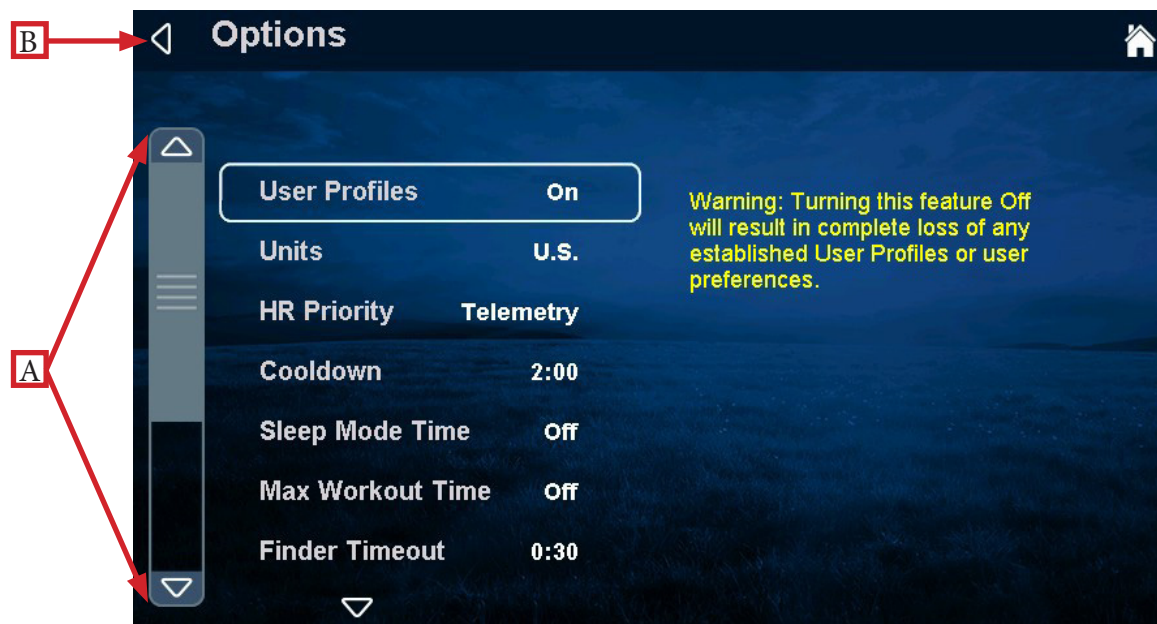 B
Options
A
User Profiles On
Units U.S.
HR Priority Telemetry
Cooldown 2:00
Sleep Mode Time Off
Max Workout Time Off
Finder Timeout 0:30
Warning: Turning this feature Off
will result in complete loss of any
established User Profiles or user
preferences.